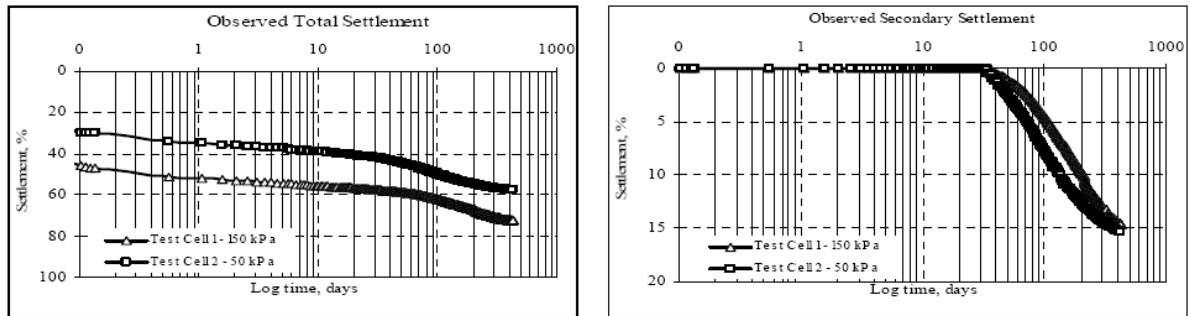 Observed Total Settlement
0 1 10 100 1000
0
20
40
60
80
100
Settlement, %
Test Cell 1 - 150 kPa
Test Cell 2 - 50 kPa
Log time, days
Observed Secondary Settlement
0 1 10 100 1000
0
5
10
15
20
Settlement, %
Test Cell 1 - 150 kPa
Test Cell 2 - 50 kPa
Log time, days